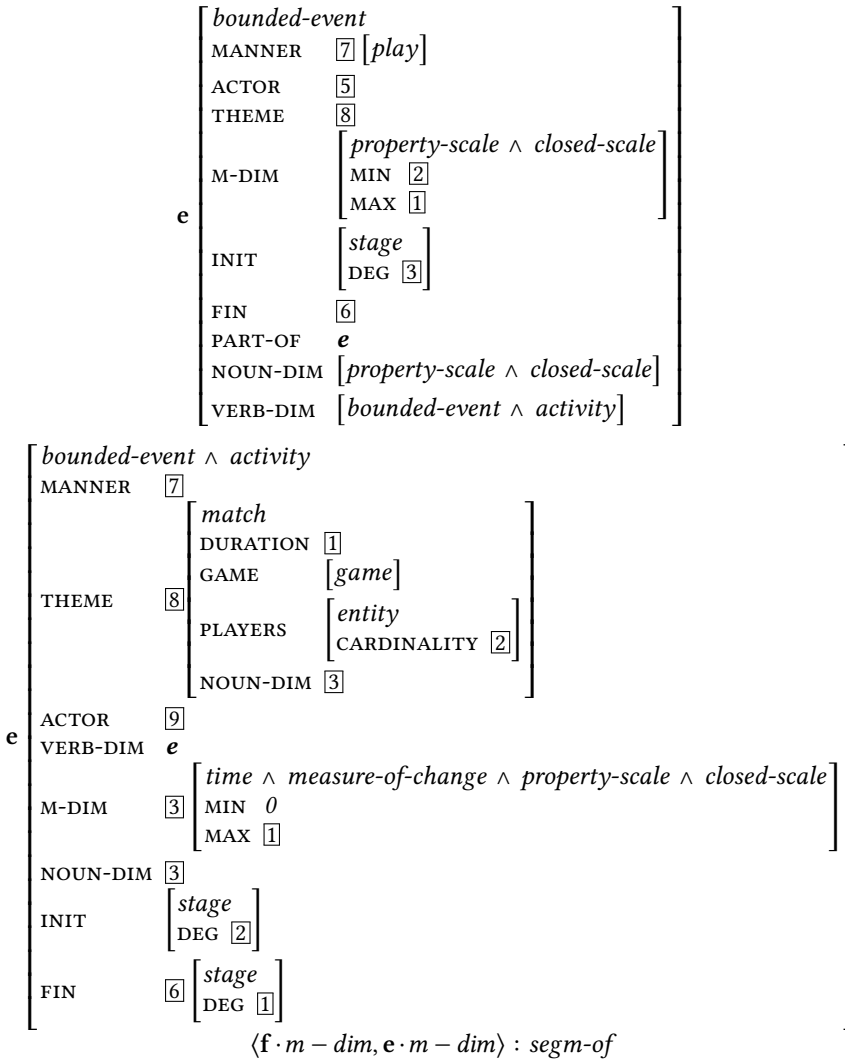 bounded-event
MANNER 7 [play]
ACTOR 5
THEME 8
property-scale ∧ closed-scale
M-DIM MIN 2
MAX 1
e
stage
INIT DEG 3
FIN 6
PART-OF e
NOUN-DIM [property-scale ∧ closed-scale]
VERB-DIM [bounded-event ∧ activity]
bounded-event ∧ activity
MANNER 7
match
DURATION 1
GAME [game]
THEME 8
entity
PLAYERS CARDINALITY 2
NOUN-DIM 3
ACTOR 9
e VERB-DIM e
time ∧ measure-of-change ∧ property-scale ∧ closed-scale
M-DIM 3 MIN 0
MAX 1
NOUN-DIM 3
stage
INIT DEG 2
stage
FIN 6 DEG 1
⟨f · m − dim, e · m − dim⟩ : segm-of